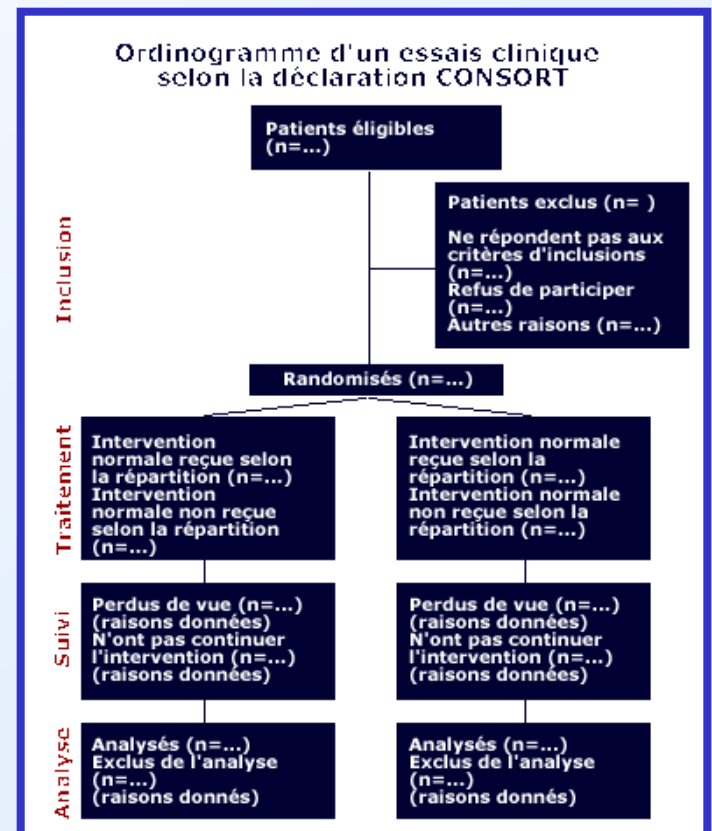 Ordinogramme d'un essais clinique
selon la déclaration CONSORT
Patients éligibles
(n=...)
Inclusion
Patients exclus (n= )
Ne répondent pas aux
critères d'inclusions
(n=...)
Refus de participer
(n=...)
Autres raisons (n=...)
Randomisés (n=...)
Traitement
Intervention
normale reçue selon
la répartition (n=...)
Intervention
normale non reçue
selon la répartition
(n=...)
Intervention normale
reçue selon la
répartition (n=...)
Intervention normale
non reçue selon la
répartition (n=...)
Suivi
Perdus de vue (n=...)
(raisons données)
N'ont pas continuer
l'intervention (n=...)
(raisons données)
Perdus de vue (n=...)
(raisons données)
N'ont pas continuer
l'intervention (n=...)
(raisons données)
Analyse
Analysés (n=...)
Exclus de l'analyse
(n=...)
(raisons donnés)
Analysés (n=...)
Exclus de l'analyse
(n=...)
(raisons donnés)